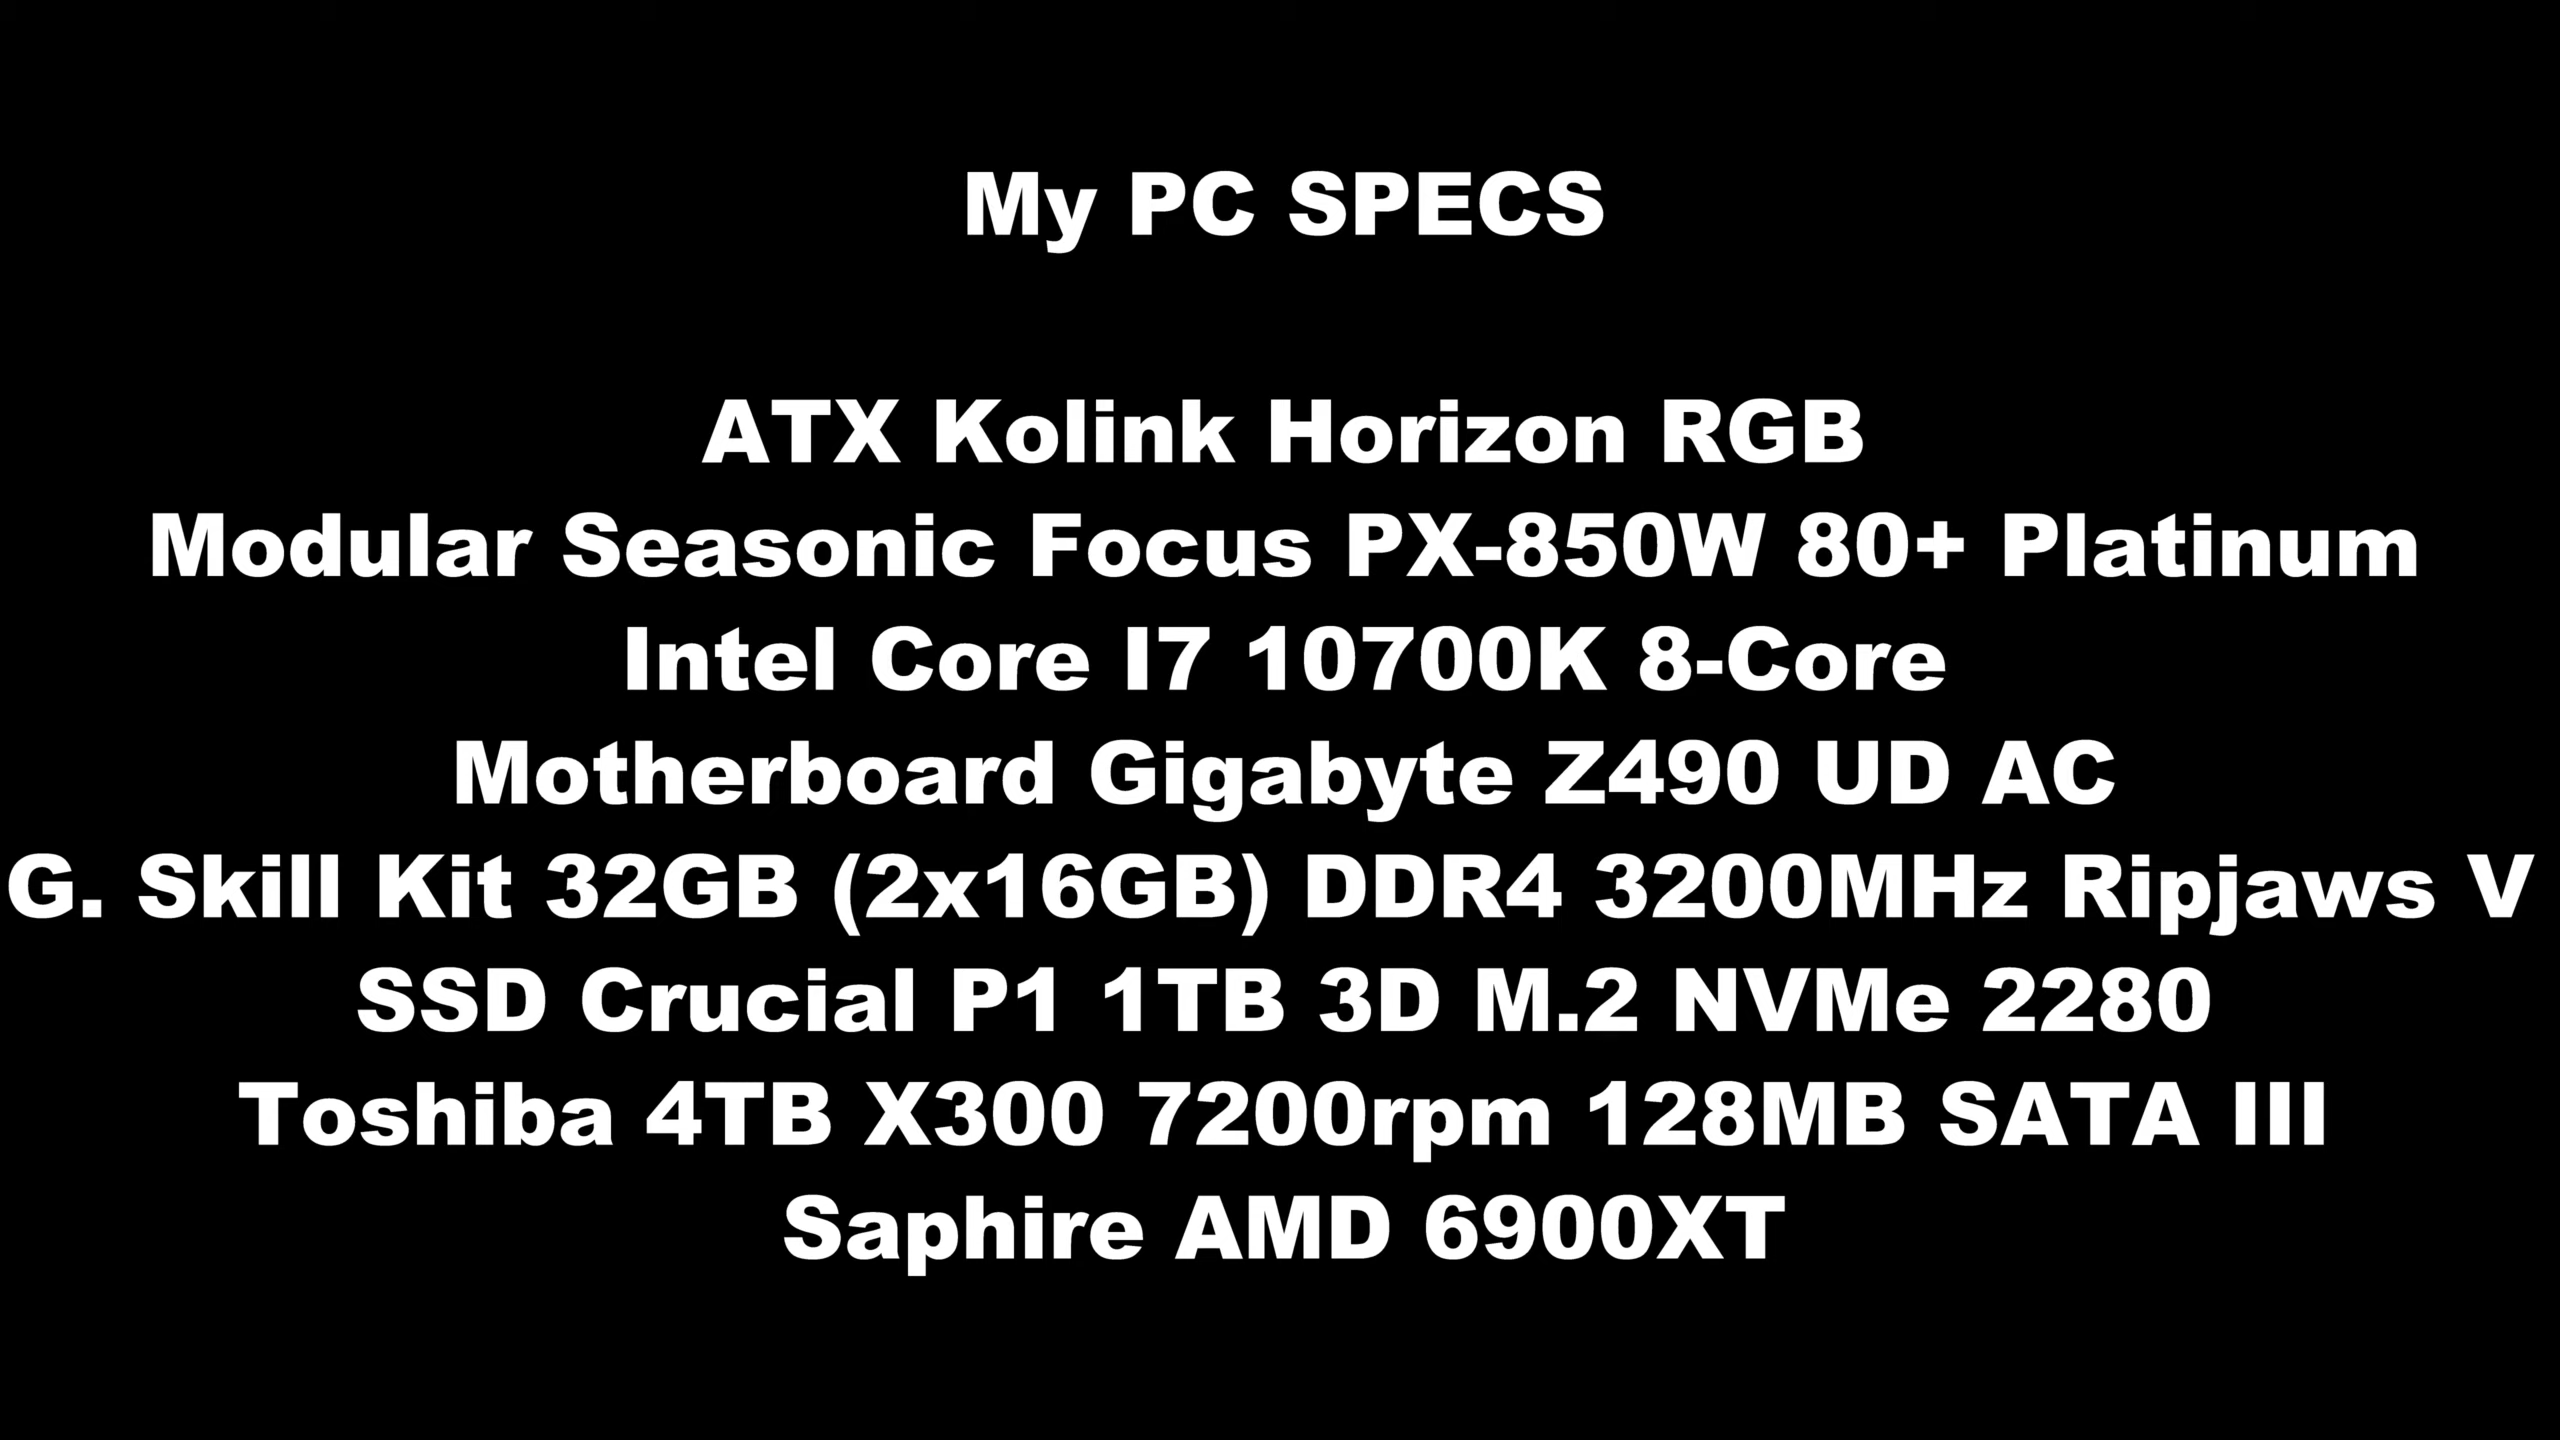 My PC SPECS
ATX Kolink Horizon RGB
Modular Seasonic Focus PX-850W 80+ Platinum
Intel Core I7 10700K 8-Core
Motherboard Gigabyte Z490 UD AC
G. Skill Kit 32GB (2x16GB) DDR4 3200MHz Ripjaws V
SSD Crucial P1 1TB 3D M.2 NVMe 2280
Toshiba 4TB X300 7200rpm 128MB SATA III
Saphire AMD 6900XT